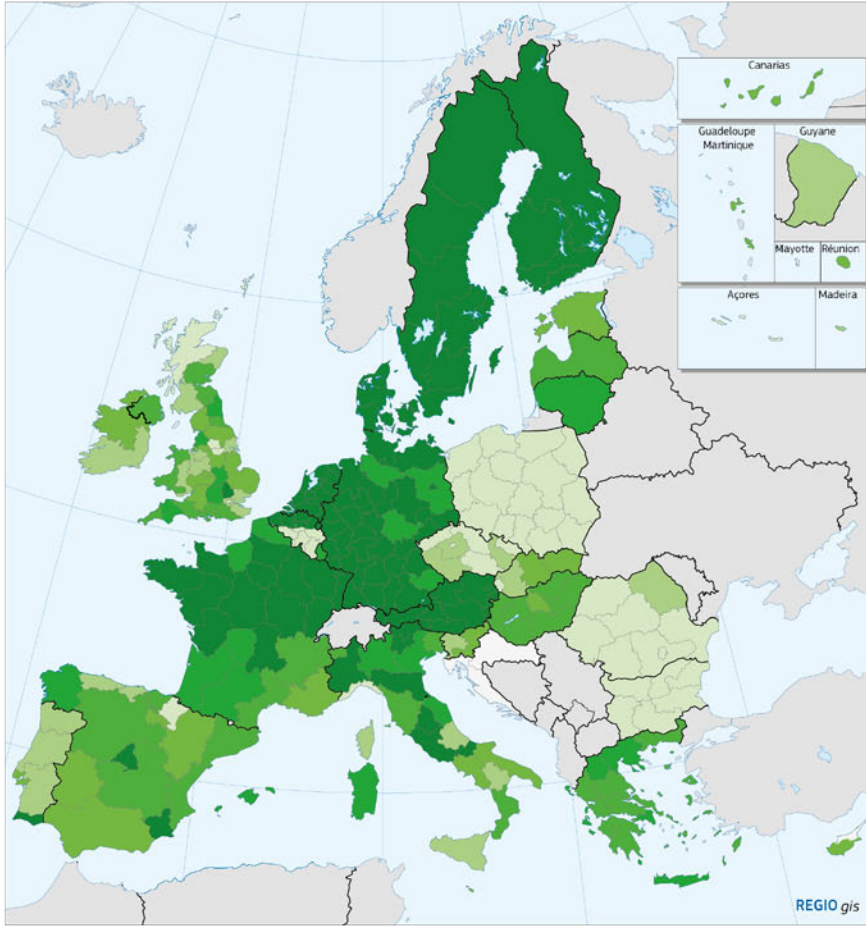 Canarias
Guadeloupe
Martinique
Guyane
Mayotte
Réunion
Açores
Madeira
REGIO gis